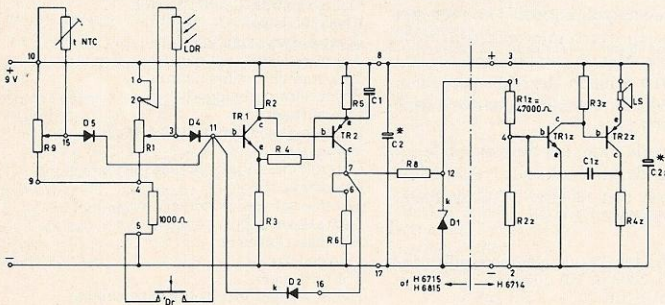 t NTC
LDR
10
8
+
3
+
9 V
1
2
R2
R5
C1
1
R1z =
47000Ω
R3z
LS
TR1
c
e
D5
D4
11
b
b
TR2
*
C2
4
b
TR1z
c
b
e
TR2z
*
C2z
R9
15
R1
3
e
R4
c
7
R8
12
e
c
C1z
9
4
6
k
D1
1000Ω
R3
R6
R2z
R4z
5
–
k
D2
16
17
–
2
Dr
of H 6715
H 6815
H 6714